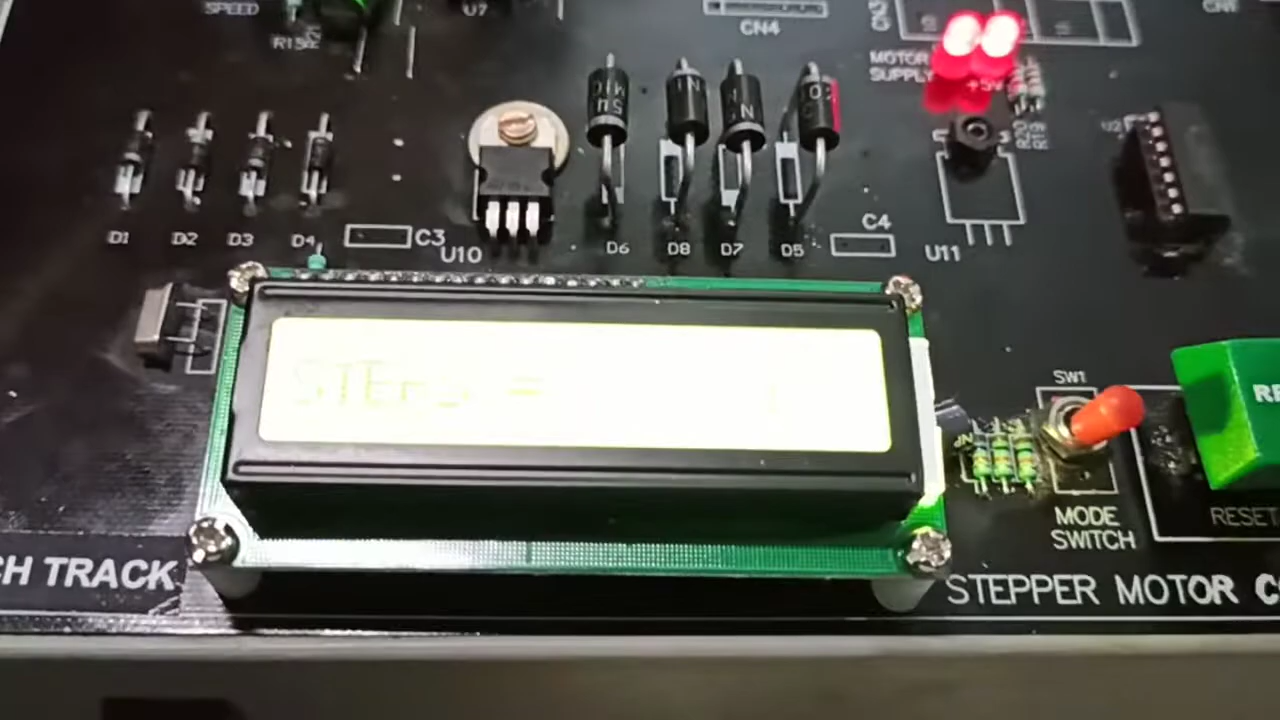 SPEED
U7
R15
CN4
MOTOR
SUPPLY
+5V
D1
D2
D3
D4
C3
U10
D6
D8
D7
D5
C4
U11
U2
STEPS =
SW1
MODE
SWITCH
RESET
CH TRACK
STEPPER MOTOR